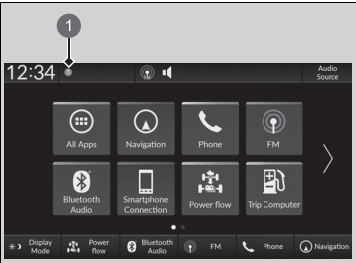 1
12:34
Audio
Source
All Apps
Navigation
Phone
FM
Bluetooth
Audio
Smartphone
Connection
Power flow
Trip Computer
Display
Mode
Power
flow
Bluetooth
Audio
FM
Phone
Navigation